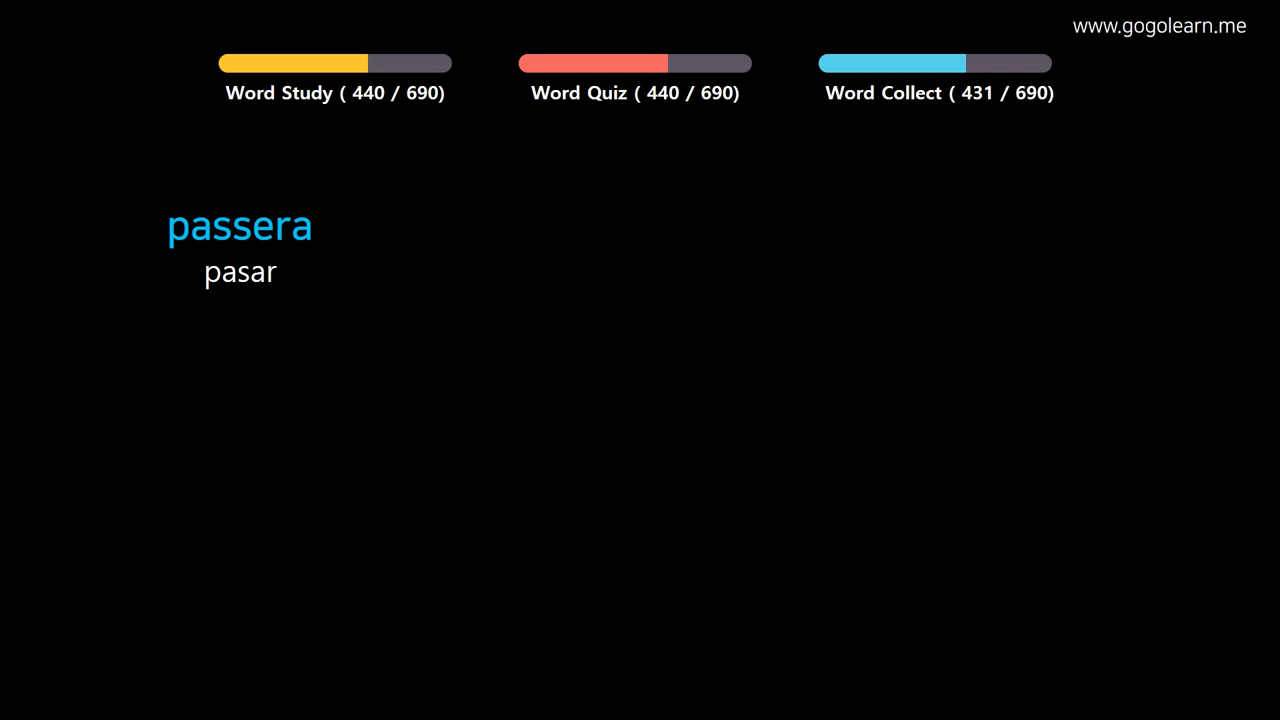 www.gogolearn.me
Word Study ( 440 / 690)
Word Quiz ( 440 / 690)
Word Collect ( 431 / 690)
passera
pasar